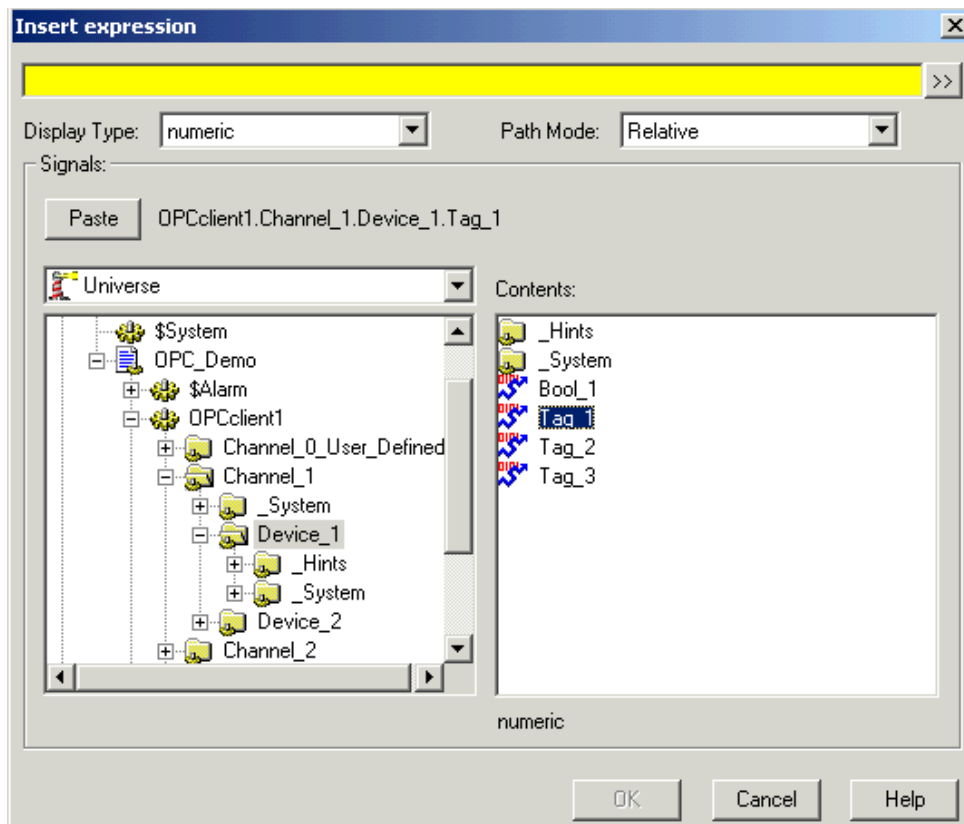 Insert expression
>>
Display Type: numeric Path Mode: Relative
Signals:
Paste OPCclient1.Channel_1.Device_1.Tag_1
Universe
Contents:
$System
OPC_Demo
$Alarm
OPCclient1
Channel_0_User_Defined
Channel_1
_System
Device_1
_Hints
_System
Device_2
Channel_2
_Hints
_System
Bool_1
Tag_1
Tag_2
Tag_3
numeric
OK Cancel Help